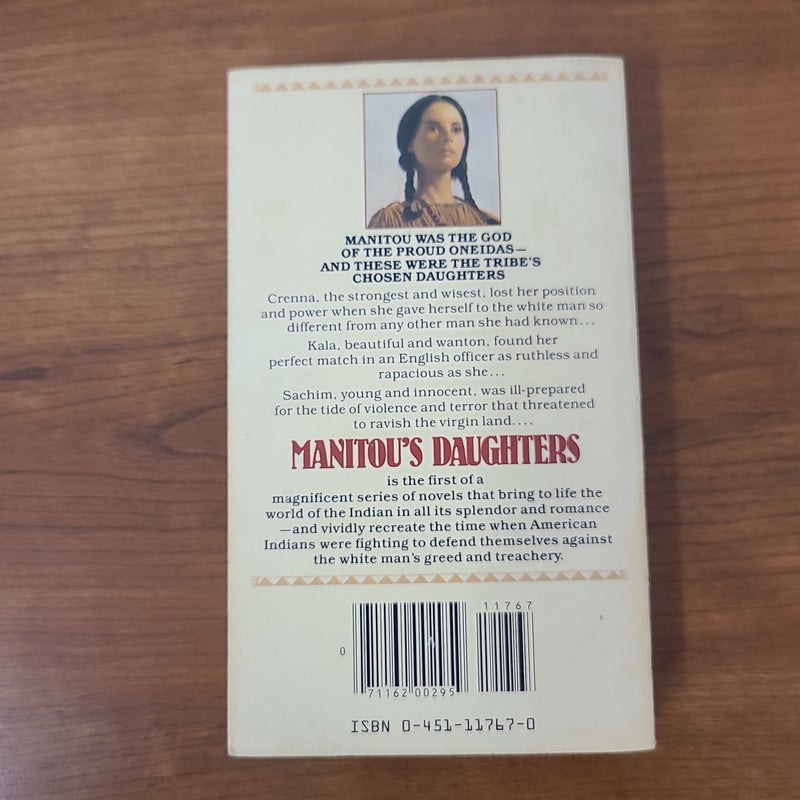 MANITOU WAS THE GOD
OF THE PROUD ONEIDAS—
AND THESE WERE THE TRIBE'S
CHOSEN DAUGHTERS
Crenna, the strongest and wisest, lost her position
and power when she gave herself to the white man so
different from any other man she had known...
Kala, beautiful and wanton, found her
perfect match in an English officer as ruthless and
rapacious as she...
Sachim, young and innocent, was ill-prepared
for the tide of violence and terror that threatened
to ravish the virgin land....
MANITOU'S DAUGHTERS
is the first of a
magnificent series of novels that bring to life the
world of the Indian in all its splendor and romance
—and vividly recreate the time when American
Indians were fighting to defend themselves against
the white man's greed and treachery.
11767
0
71162 00295
ISBN 0-451-11767-0